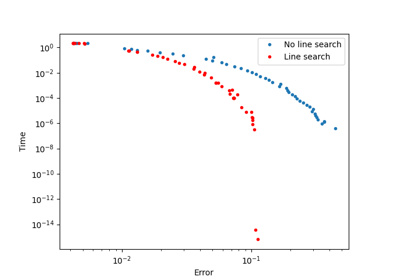 No line search
Line search
10⁰
10⁻²
10⁻⁴
10⁻⁶
10⁻⁸
10⁻¹⁰
10⁻¹²
10⁻¹⁴
Time
10⁻²
10⁻¹
Error